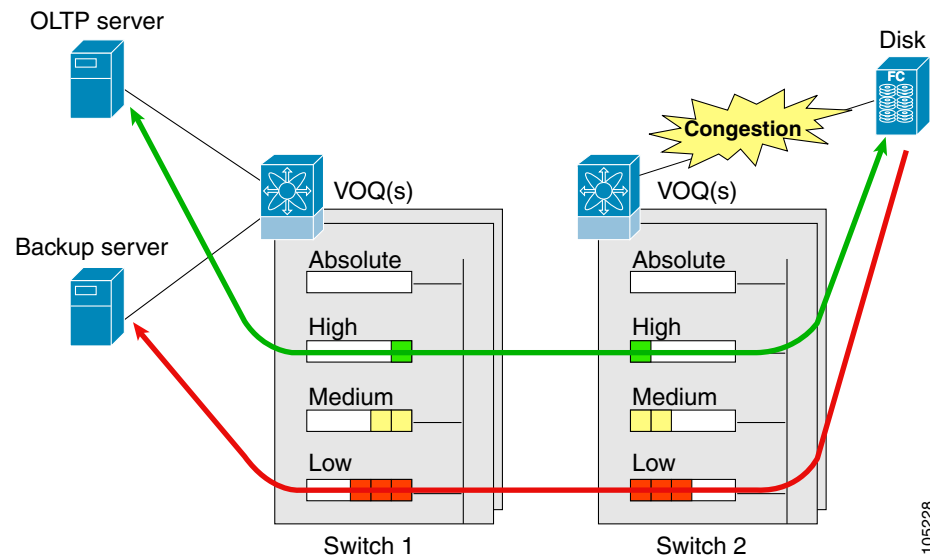 OLTP server
Disk
FC
Congestion
VOQ(s)
VOQ(s)
Backup server
Absolute
Absolute
High
High
Medium
Medium
Low
Low
Switch 1
Switch 2
105228